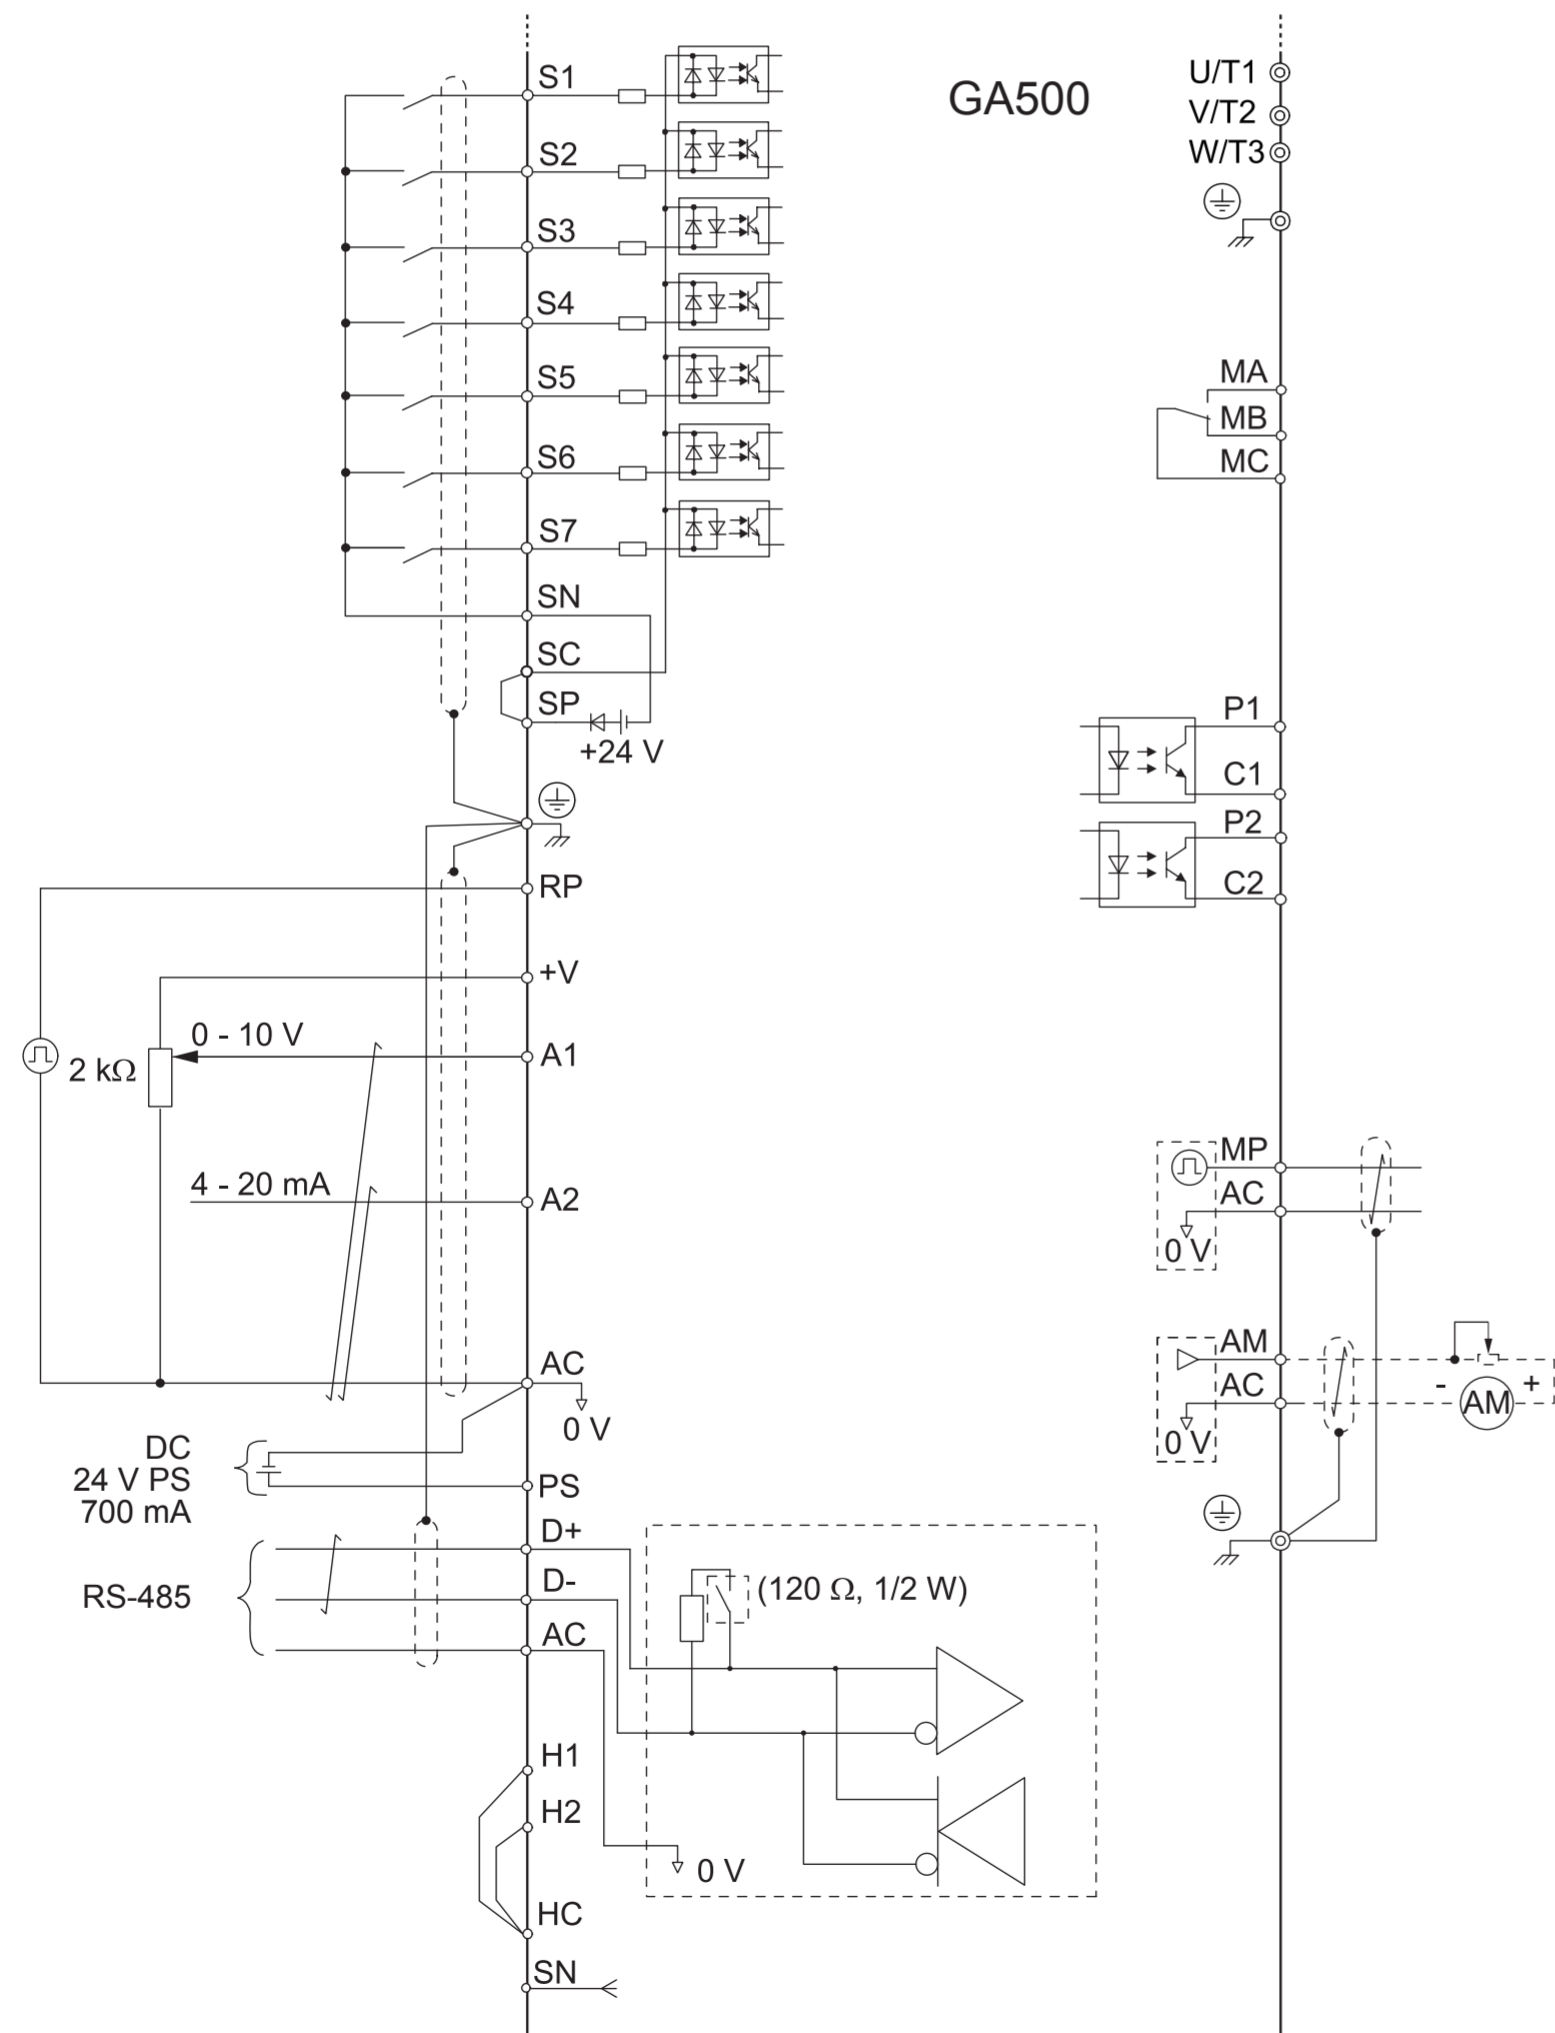 GA500
S1
S2
S3
S4
S5
S6
S7
SN
SC
SP
+24 V
RP
+V
0 - 10 V
A1
2 kΩ
4 - 20 mA
A2
AC
0 V
DC
24 V PS
700 mA
PS
D+
D-
AC
RS-485
(120 Ω, 1/2 W)
0 V
H1
H2
HC
SN
U/T1
V/T2
W/T3
MA
MB
MC
P1
C1
P2
C2
MP
AC
0 V
AM
AC
0 V
- +
AM